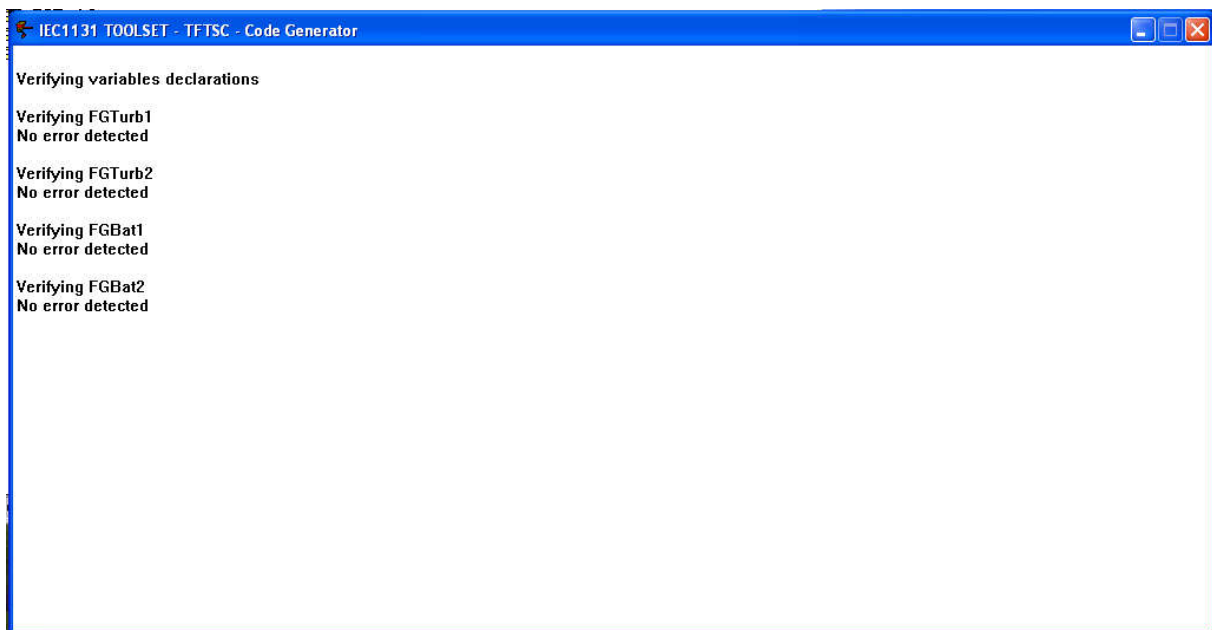 IEC1131 TOOLSET - TFTSC - Code Generator
Verifying variables declarations
Verifying FGTurb1
No error detected
Verifying FGTurb2
No error detected
Verifying FGBat1
No error detected
Verifying FGBat2
No error detected